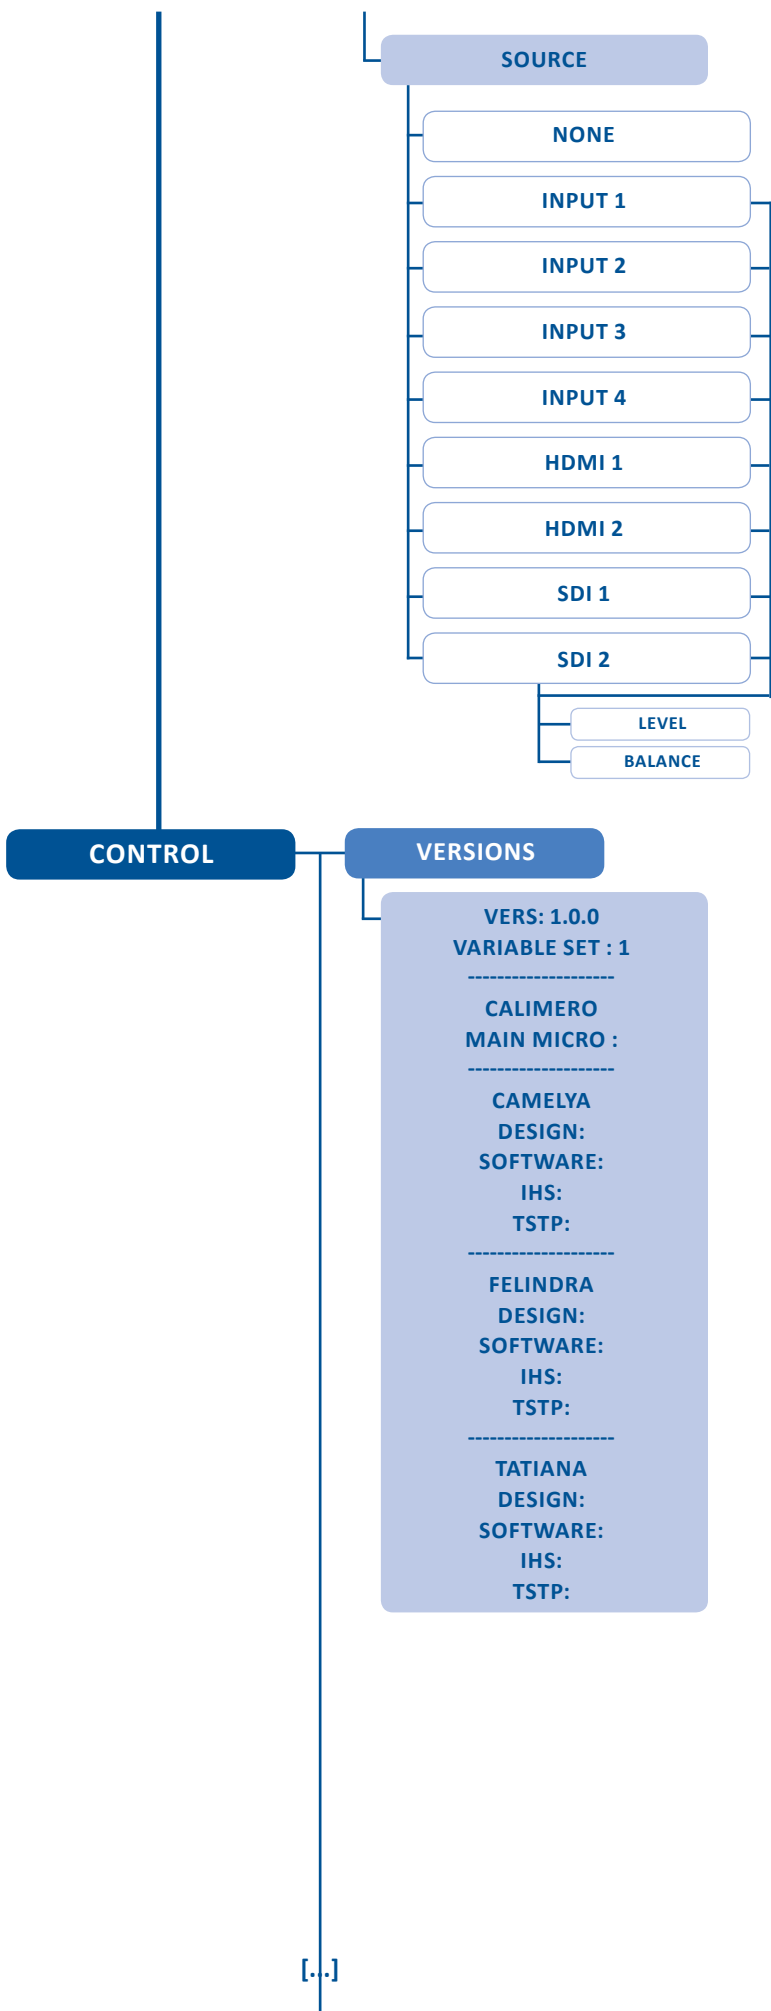 SOURCE
NONE
INPUT 1
INPUT 2
INPUT 3
INPUT 4
HDMI 1
HDMI 2
SDI 1
SDI 2
LEVEL
BALANCE
CONTROL
VERSIONS
VERS: 1.0.0
VARIABLE SET : 1
--------------------
CALIMERO
MAIN MICRO :
--------------------
CAMELYA
DESIGN:
SOFTWARE:
IHS:
TSTP:
--------------------
FELINDRA
DESIGN:
SOFTWARE:
IHS:
TSTP:
--------------------
TATIANA
DESIGN:
SOFTWARE:
IHS:
TSTP:
[...]